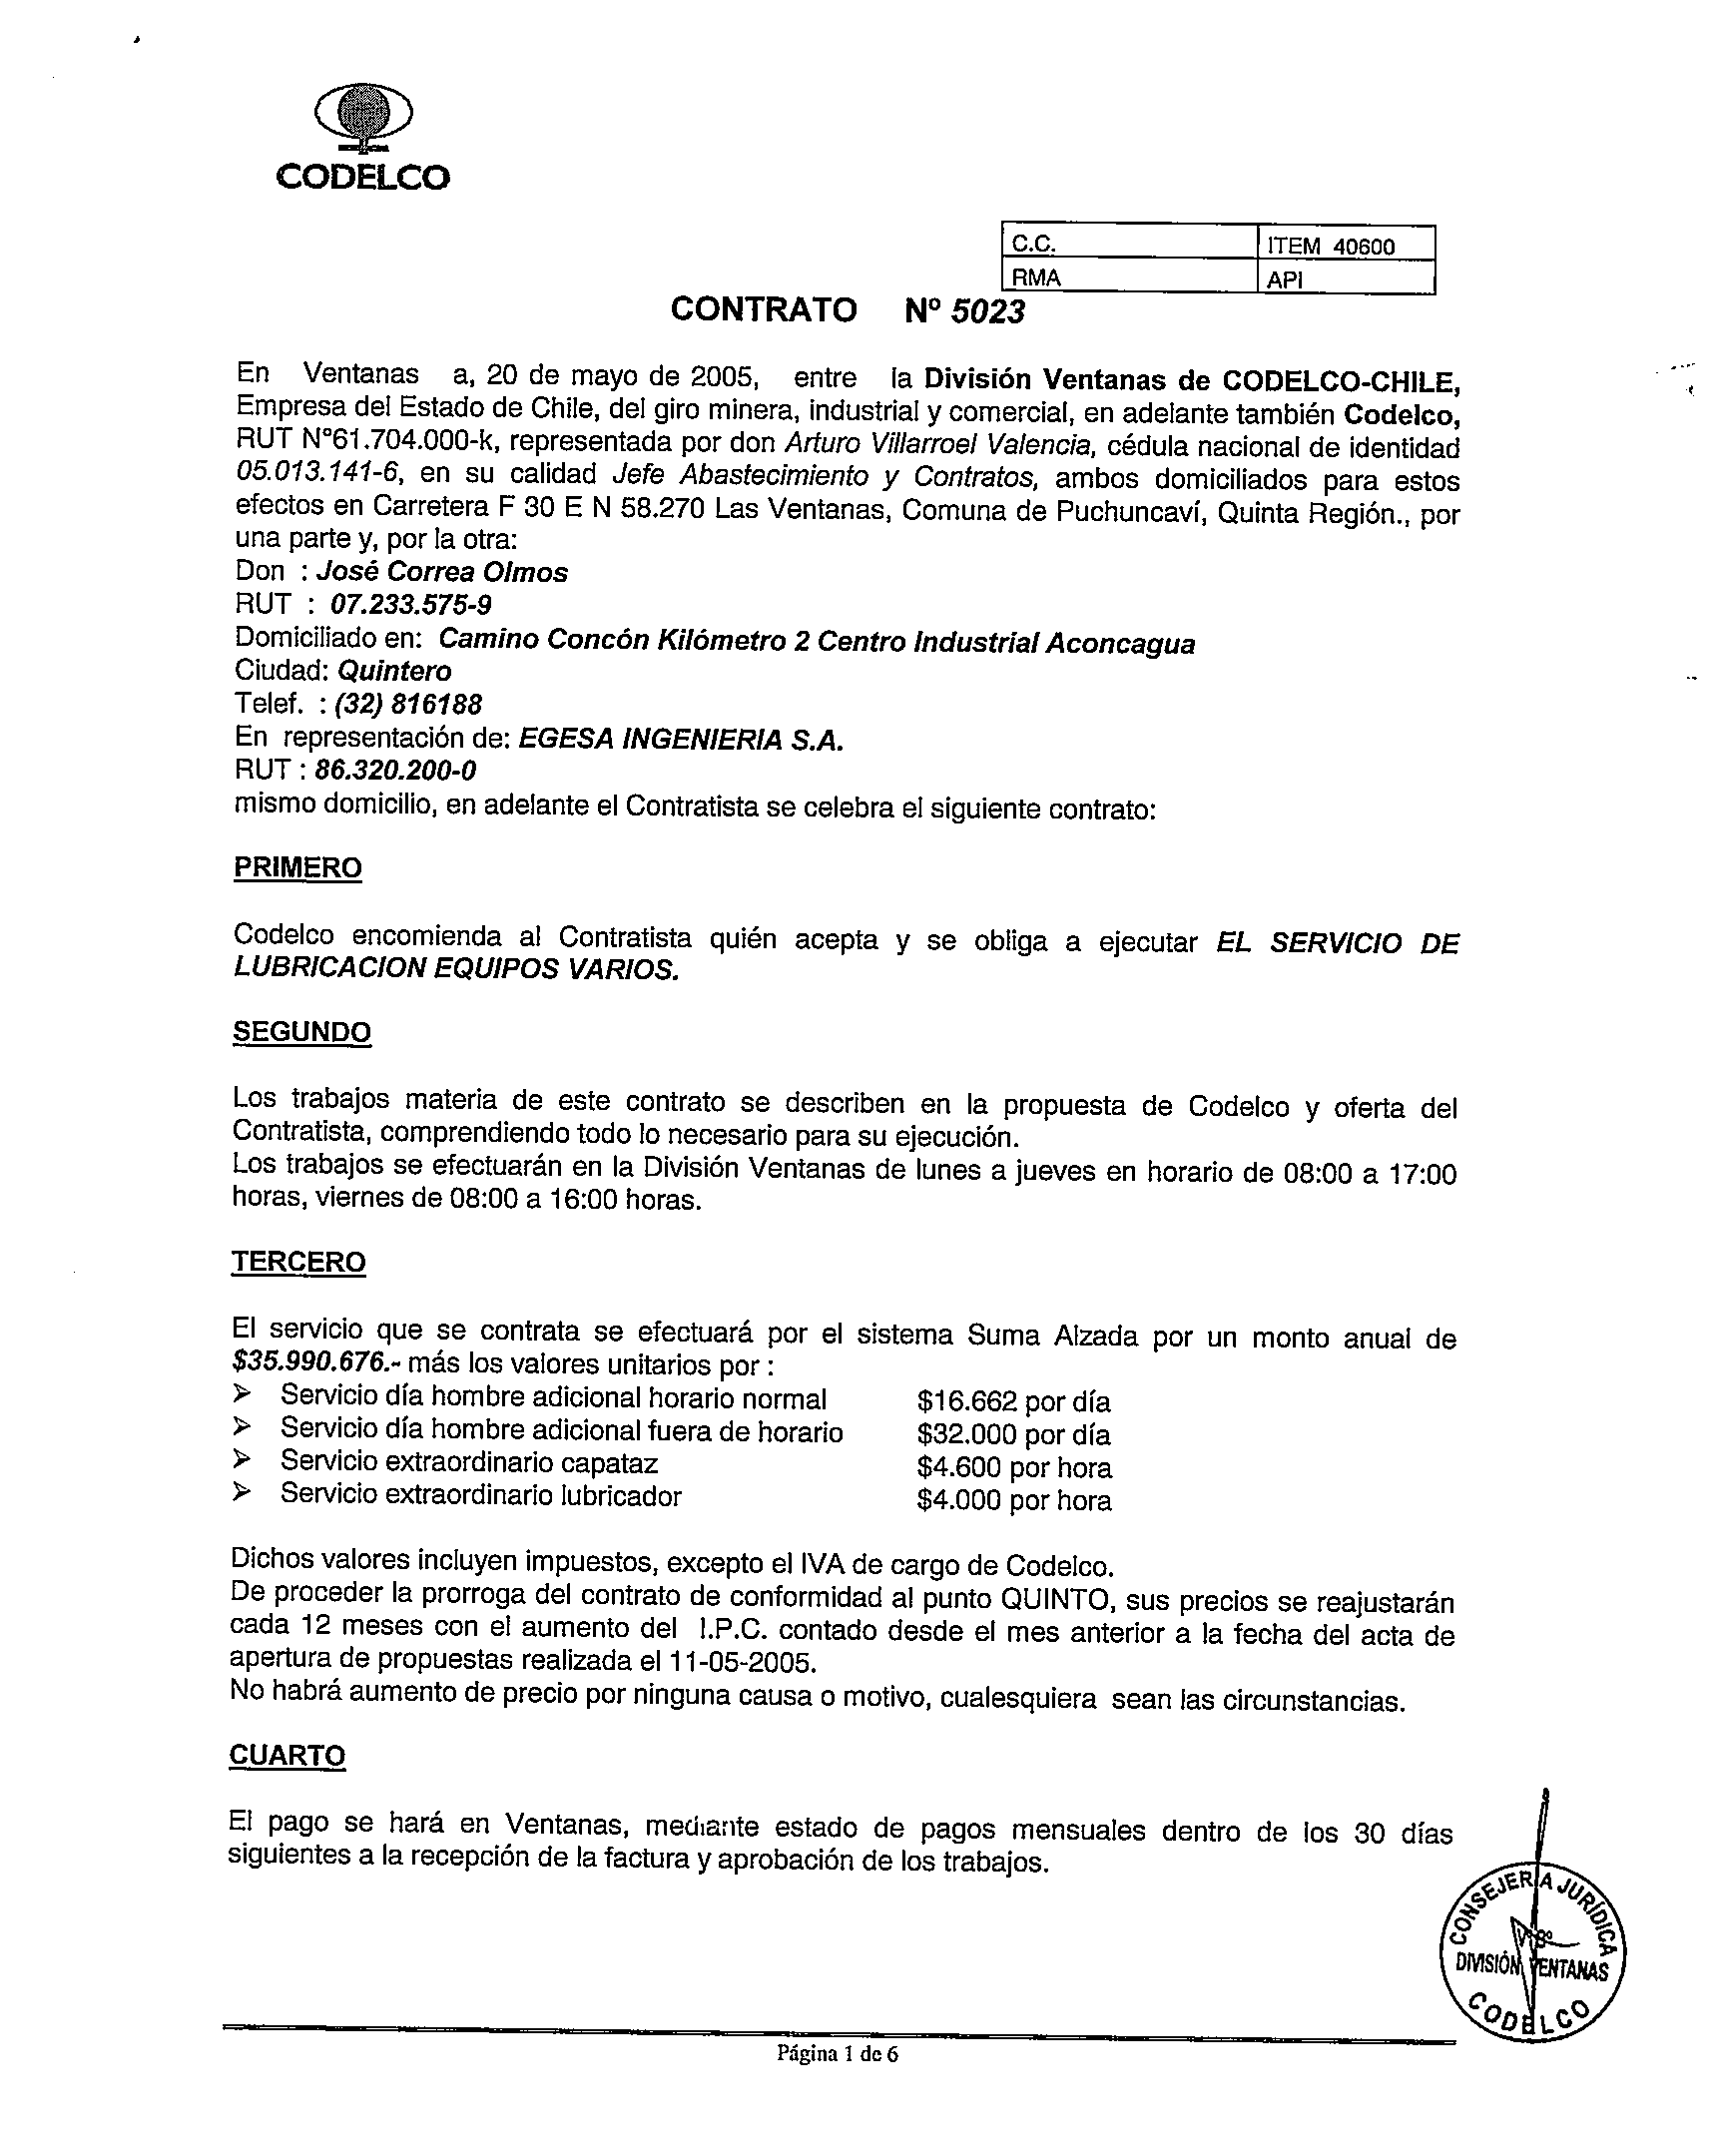 CODELCO
C.C. ITEM 40600
RMA API
CONTRATO Nº 5023
En Ventanas a, 20 de mayo de 2005, entre la División Ventanas de CODELCO-CHILE,
Empresa del Estado de Chile, del giro minera, industrial y comercial, en adelante también Codelco,
RUT Nº61.704.000-k, representada por don Arturo Villarroel Valencia, cédula nacional de identidad
05.013.141-6, en su calidad Jefe Abastecimiento y Contratos, ambos domiciliados para estos
efectos en Carretera F 30 E N 58.270 Las Ventanas, Comuna de Puchuncaví, Quinta Región., por
una parte y, por la otra:
Don : José Correa Olmos
RUT : 07.233.575-9
Domiciliado en: Camino Concón Kilómetro 2 Centro Industrial Aconcagua
Ciudad: Quintero
Telef. : (32) 816188
En representación de: EGESA INGENIERIA S.A.
RUT : 86.320.200-0
mismo domicilio, en adelante el Contratista se celebra el siguiente contrato:
PRIMERO
Codelco encomienda al Contratista quién acepta y se obliga a ejecutar EL SERVICIO DE
LUBRICACION EQUIPOS VARIOS.
SEGUNDO
Los trabajos materia de este contrato se describen en la propuesta de Codelco y oferta del
Contratista, comprendiendo todo lo necesario para su ejecución.
Los trabajos se efectuarán en la División Ventanas de lunes a jueves en horario de 08:00 a 17:00
horas, viernes de 08:00 a 16:00 horas.
TERCERO
El servicio que se contrata se efectuará por el sistema Suma Alzada por un monto anual de
$35.990.676.- más los valores unitarios por :
➢ Servicio día hombre adicional horario normal $16.662 por día
➢ Servicio día hombre adicional fuera de horario $32.000 por día
➢ Servicio extraordinario capataz $4.600 por hora
➢ Servicio extraordinario lubricador $4.000 por hora
Dichos valores incluyen impuestos, excepto el IVA de cargo de Codelco.
De proceder la prorroga del contrato de conformidad al punto QUINTO, sus precios se reajustarán
cada 12 meses con el aumento del I.P.C. contado desde el mes anterior a la fecha del acta de
apertura de propuestas realizada el 11-05-2005.
No habrá aumento de precio por ninguna causa o motivo, cualesquiera sean las circunstancias.
CUARTO
El pago se hará en Ventanas, mediante estado de pagos mensuales dentro de los 30 días
siguientes a la recepción de la factura y aprobación de los trabajos.
CONSEJERIA JURÍDICA
VºBº
DIVISIÓN VENTANAS
CODELCO
Página 1 de 6